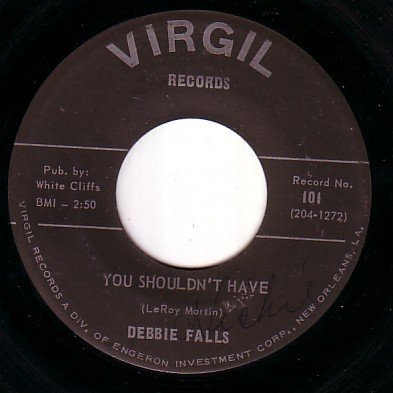 VIRGIL
RECORDS
Pub. by:
White Cliffs
BMI - 2:50
Record No.
101
(204-1272)
YOU SHOULDN'T HAVE
(LeRoy Martin)
DEBBIE FALLS
VIRGIL RECORDS A DIV. OF ENGERON INVESTMENT CORP., NEW ORLEANS, LA.